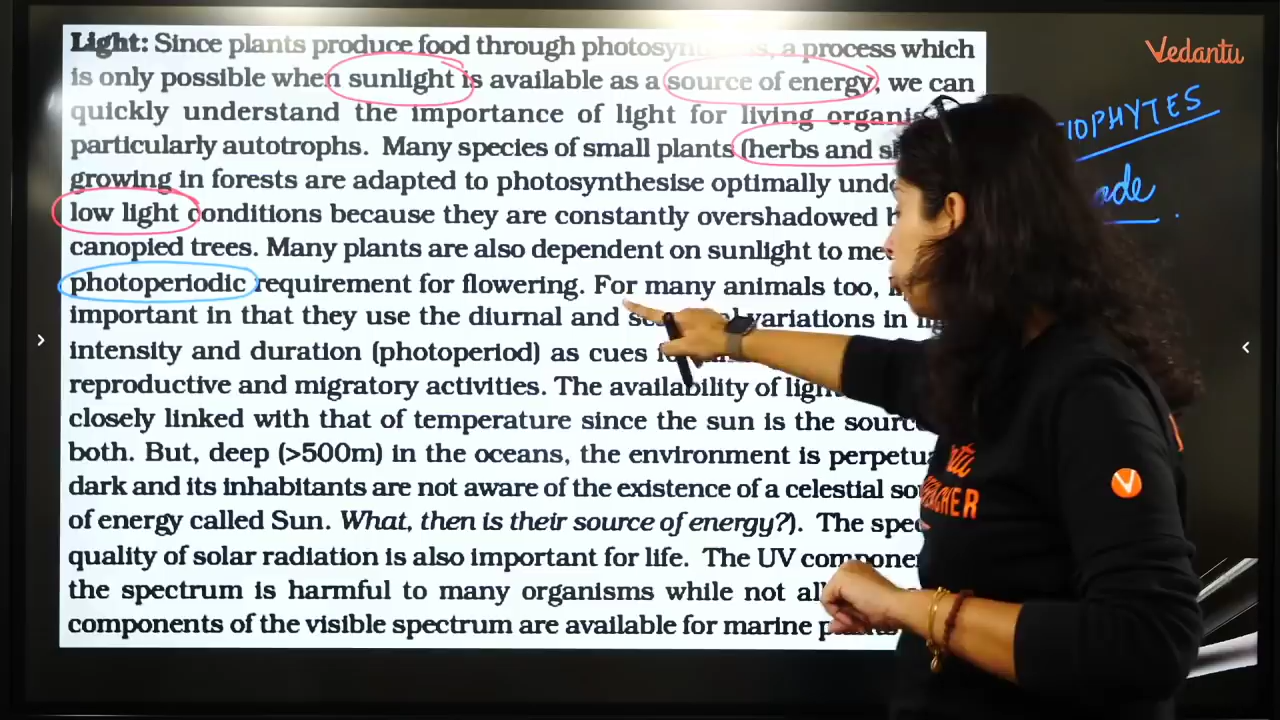 Light: Since plants produce food through a process which
is only possible when sunlight is available as a source of energy, we can
quickly understand the importance of light for living
particularly autotrophs. Many species of small plants (herbs and
growing in forests are adapted to photosynthesise optimally
low light conditions because they are constantly overshadowed
canopied trees. Many plants are also dependent on sunlight to
photoperiodic requirement for flowering. For many animals too,
important in that they use the diurnal and variations in
intensity and duration (photoperiod) as cues
reproductive and migratory activities. The availability of
closely linked with that of temperature since the sun is the
both. But, deep (>500m) in the oceans, the environment is
dark and its inhabitants are not aware of the existence of a celestial
of energy called Sun. What, then is their source of energy?). The
quality of solar radiation is also important for life. The UV
the spectrum is harmful to many organisms while not
components of the visible spectrum are available for marine
Vedantu